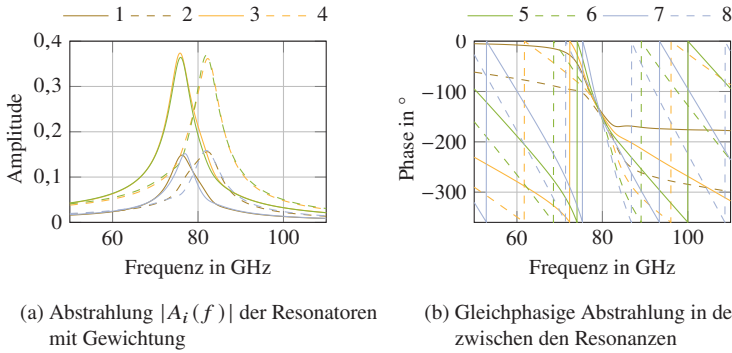 1 2 3 4
0,4
0,3
0,2
0,1
0
Amplitude
60 80 100
Frequenz in GHz
(a) Abstrahlung |A_i(f)| der Resonatoren
mit Gewichtung
5 6 7 8
0
−100
−200
−300
Phase in °
60 80 100
Frequenz in GHz
(b) Gleichphasige Abstrahlung in de
zwischen den Resonanzen